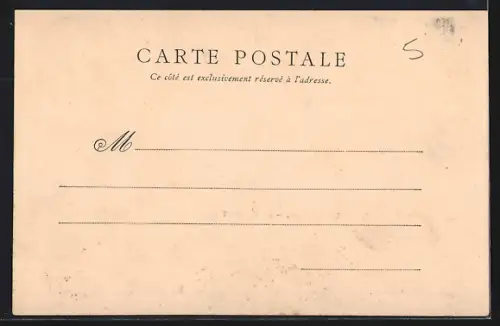 5
CARTE POSTALE
Ce côté est exclusivement réservé à l'adresse.
M